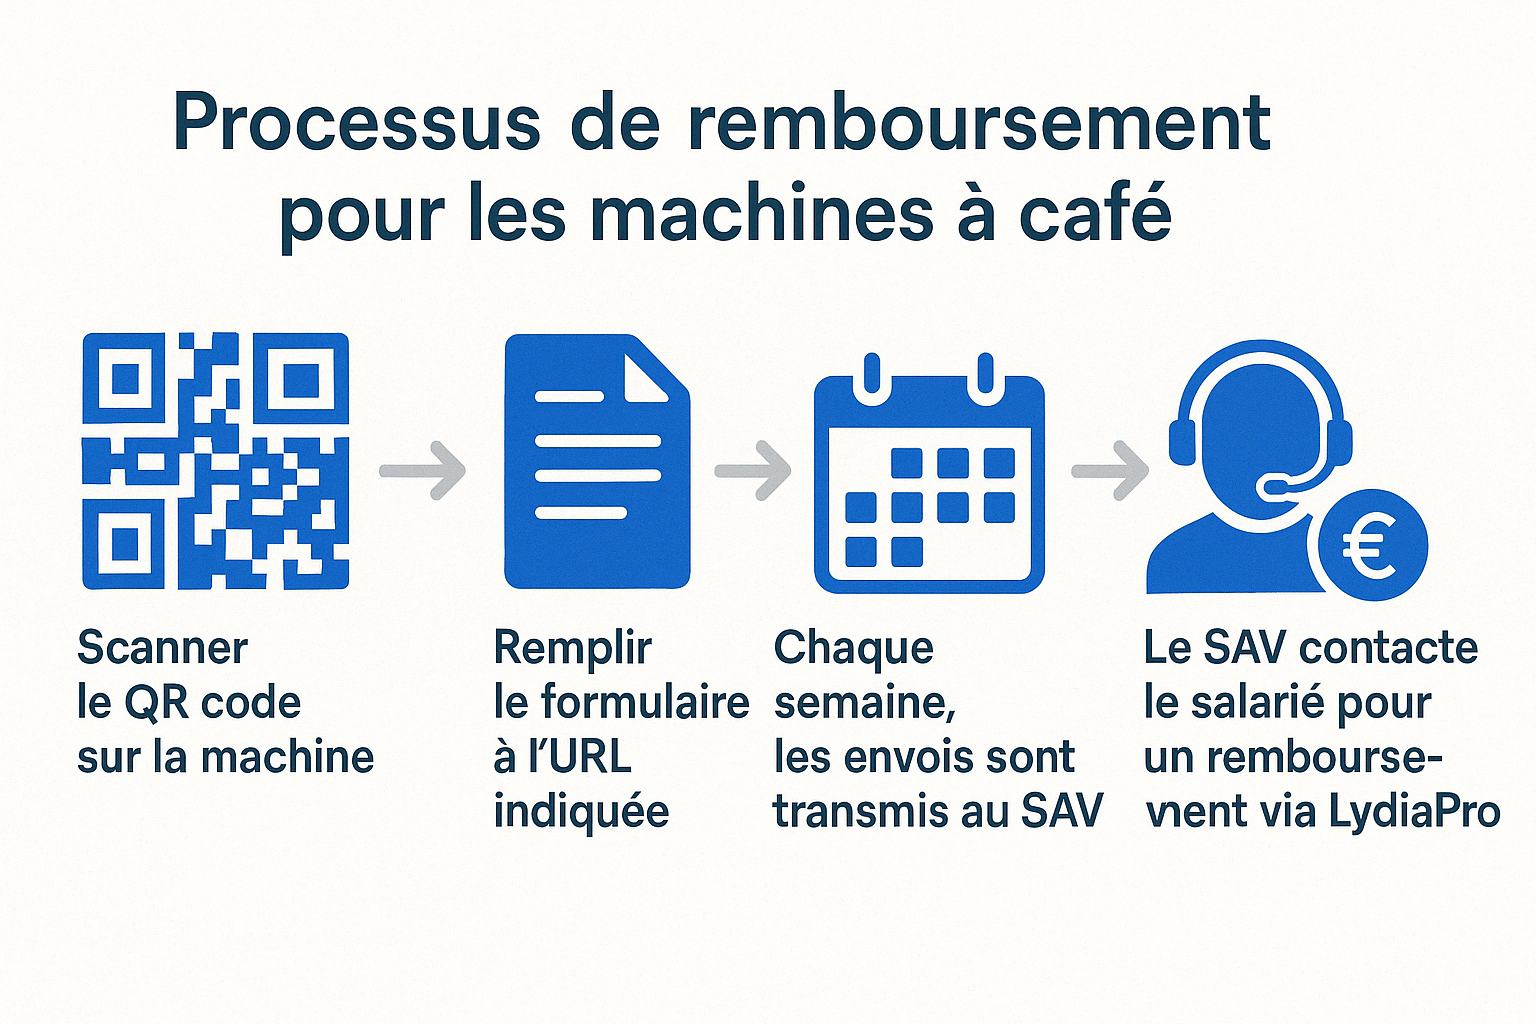 Processus de remboursement
pour les machines à café
€
Scanner
le QR code
sur la machine
Remplir
le formulaire
à l’URL
indiquée
Chaque
semaine,
les envois sont
transmis au SAV
Le SAV contacte
le salarié pour
un rembourse-
vient via LydiaPro